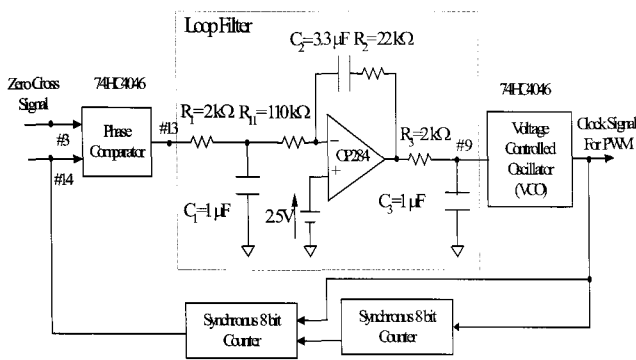 Loop Filter
C2=3.3 μF R2=22kΩ
Zero Cross
Signal
74HC4046
#3
#14
Phase
Comparator
#13
R1=2kΩ R11=110kΩ
C1=1 μF
2.5V
−
+
OP284
R3=2kΩ
#9
C3=1 μF
74HC4046
Voltage
Controlled
Oscillator
(VCO)
Clock Signal
For PWM
Synchronus 8 bit
Counter
Synchronus 8 bit
Counter